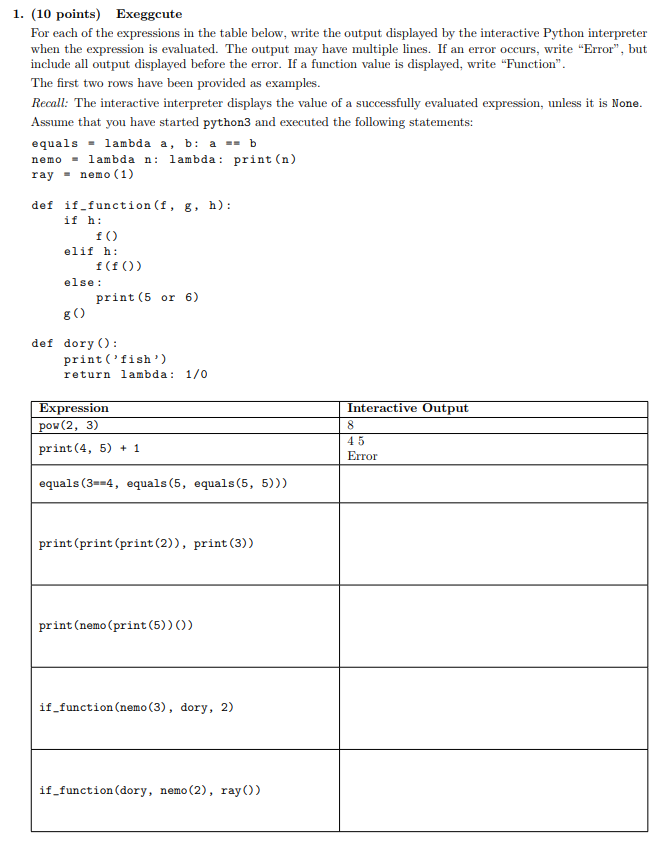 1. (10 points) Exeggcute
For each of the expressions in the table below, write the output displayed by the interactive Python interpreter
when the expression is evaluated. The output may have multiple lines. If an error occurs, write “Error”, but
include all output displayed before the error. If a function value is displayed, write “Function”.
The first two rows have been provided as examples.
Recall: The interactive interpreter displays the value of a successfully evaluated expression, unless it is None.
Assume that you have started python3 and executed the following statements:
equals = lambda a, b: a == b
nemo = lambda n: lambda: print(n)
ray = nemo(1)
def if_function(f, g, h):
    if h:
        f()
    elif h:
        f(f())
    else:
        print(5 or 6)
    g()
def dory():
    print('fish')
    return lambda: 1/0
Expression Interactive Output
pow(2, 3) 8
print(4, 5) + 1 4 5
Error
equals(3==4, equals(5, equals(5, 5)))
print(print(print(2)), print(3))
print(nemo(print(5))())
if_function(nemo(3), dory, 2)
if_function(dory, nemo(2), ray())